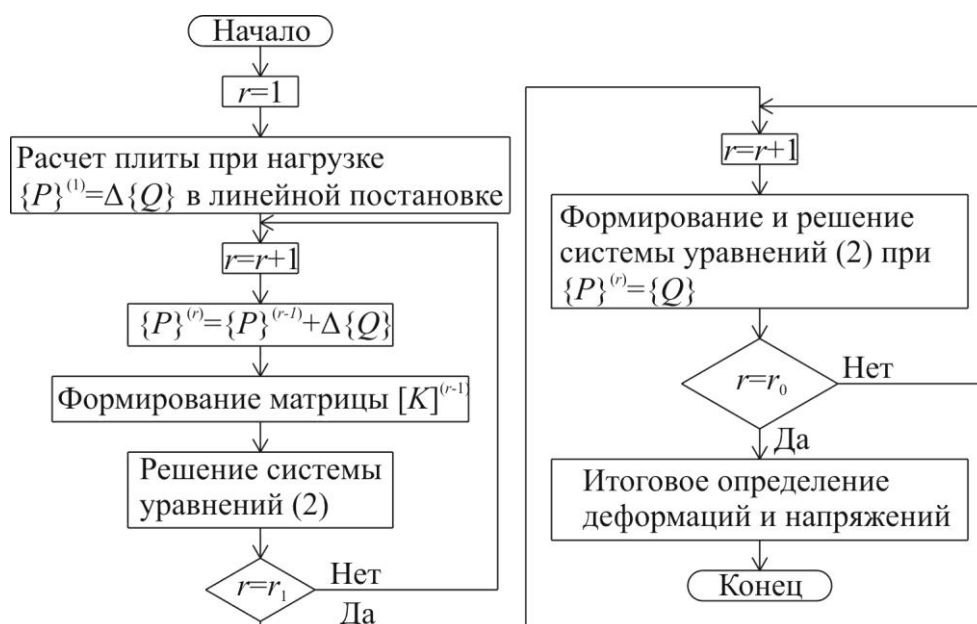 Начало
r=1
Расчет плиты при нагрузке
{P}⁽¹⁾=Δ{Q} в линейной постановке
r=r+1
{P}⁽ʳ⁾={P}⁽ʳ⁻¹⁾+Δ{Q}
Формирование матрицы [K]⁽ʳ⁻¹⁾
Решение системы
уравнений (2)
r=r₁
Нет
Да
r=r+1
Формирование и решение
системы уравнений (2) при
{P}⁽ʳ⁾={Q}
r=r₀
Нет
Да
Итоговое определение
деформаций и напряжений
Конец